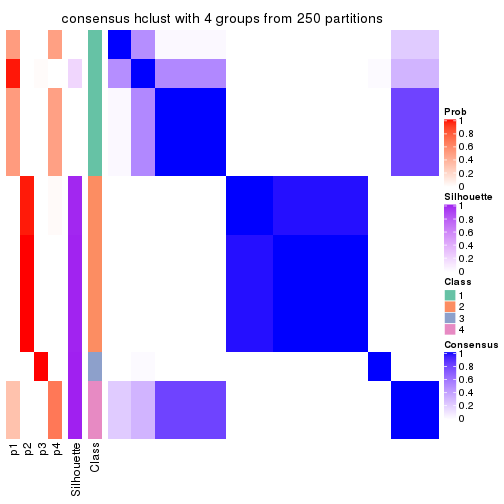 consensus hclust with 4 groups from 250 partitions
Prob
1
0.8
0.6
0.4
0.2
0
Silhouette
1
0.8
0.6
0.4
0.2
0
Class
1
2
3
4
Consensus
1
0.8
0.6
0.4
0.2
0
p1
p2
p3
p4
Silhouette
Class